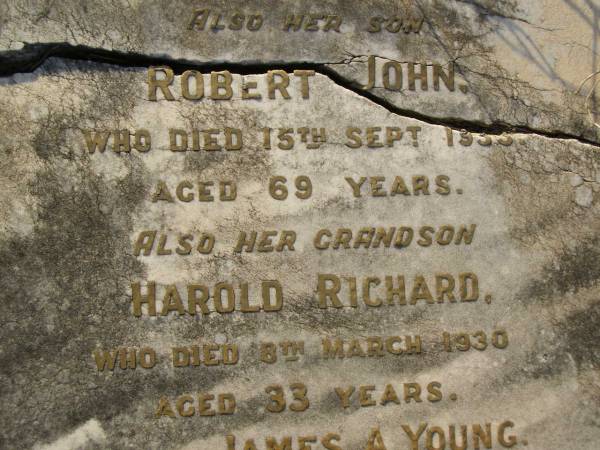 ALSO HER SON
ROBERT JOHN.
WHO DIED 15TH SEPT
AGED 69 YEARS.
ALSO HER GRANDSON
HAROLD RICHARD,
WHO DIED 8TH MARCH 1930
AGED 33 YEARS.
JAMES A YOUNG.